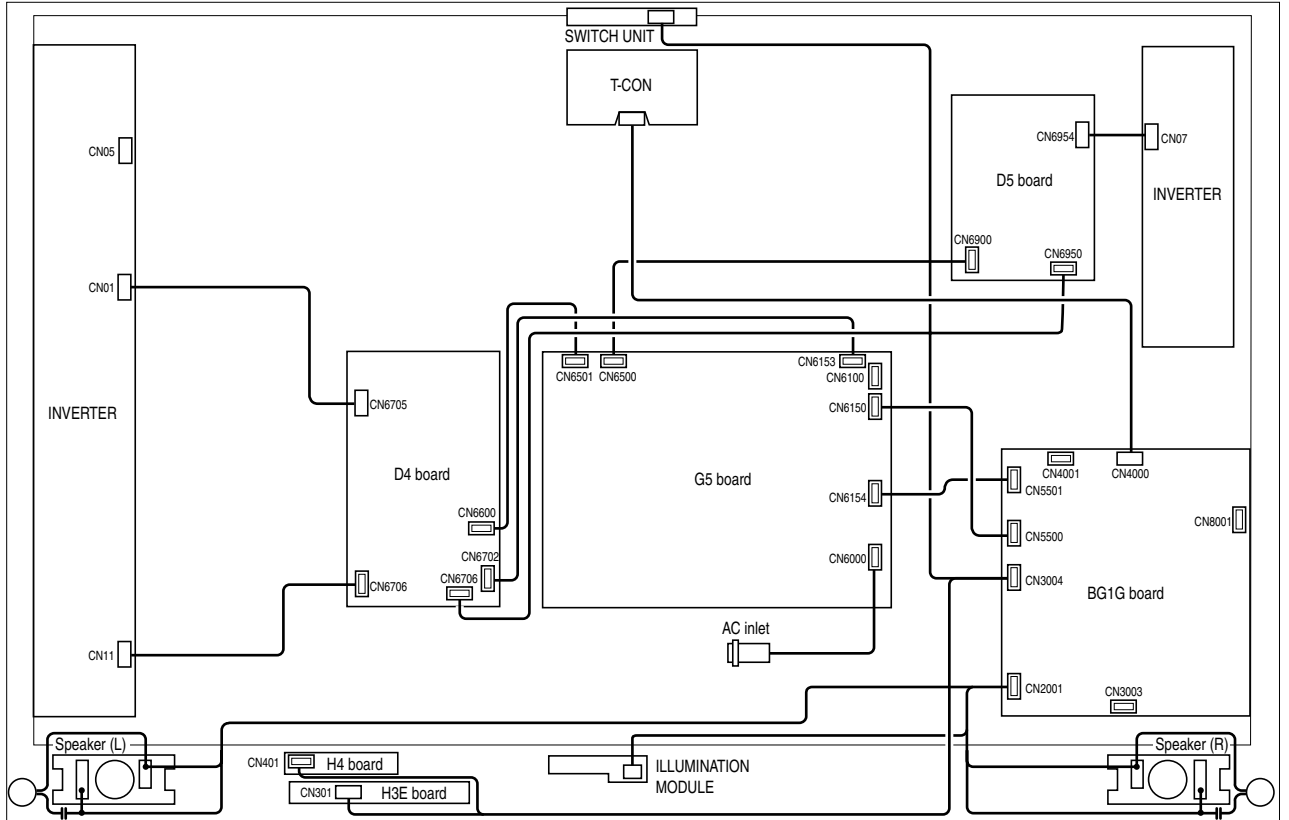 SWITCH UNIT
T-CON
CN05
CN6954
CN07
D5 board
INVERTER
CN6900
CN6950
CN01
CN6501
CN6500
CN6153
CN6100
CN6705
CN6150
INVERTER
D4 board
G5 board
CN4001
CN4000
CN5501
CN6154
CN6600
CN8001
CN5500
CN6702
CN6000
CN6706
CN6706
CN3004
BG1G board
AC inlet
CN11
CN2001
CN3003
Speaker (L)
Speaker (R)
CN401
H4 board
ILLUMINATION
MODULE
CN301
H3E board